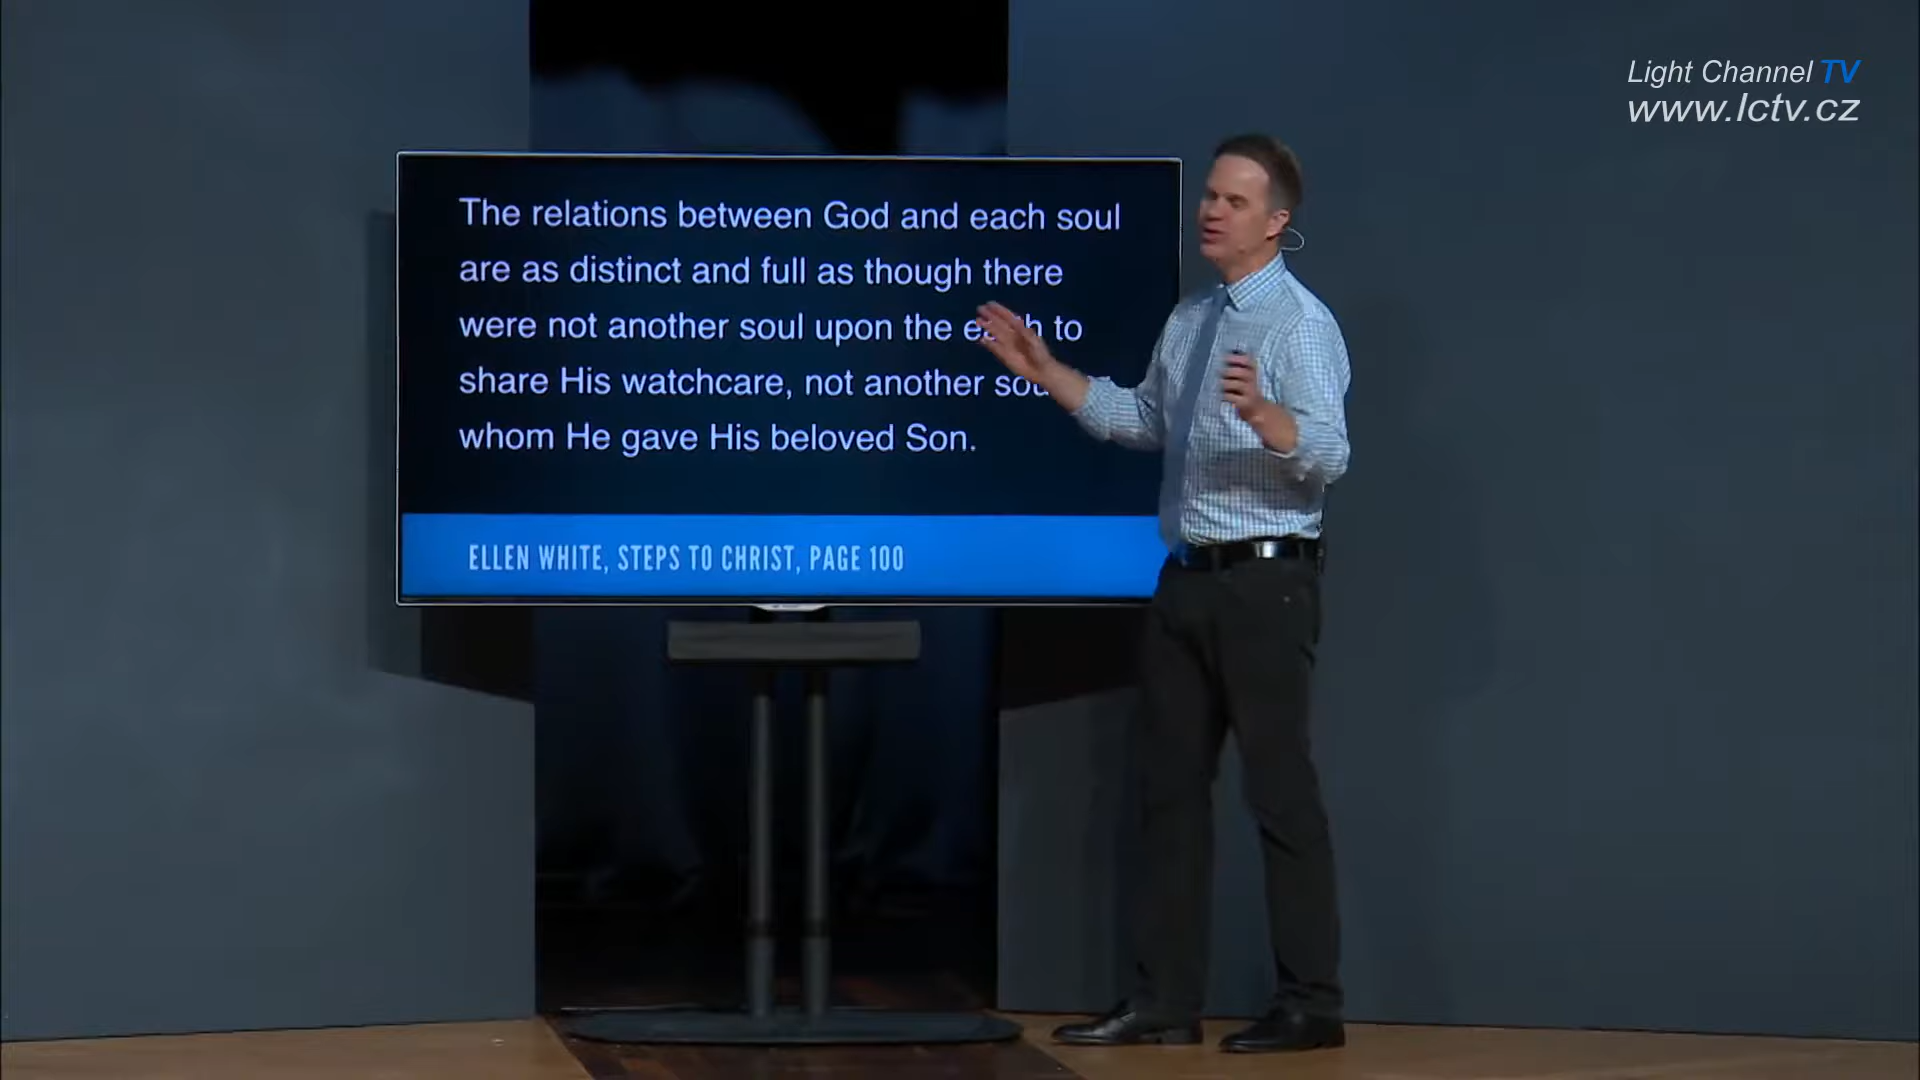 Light Channel TV
www.lctv.cz
The relations between God and each soul
are as distinct and full as though there
were not another soul upon the to
share His watchcare, not another
whom He gave His beloved Son.
ELLEN WHITE, STEPS TO CHRIST, PAGE 100